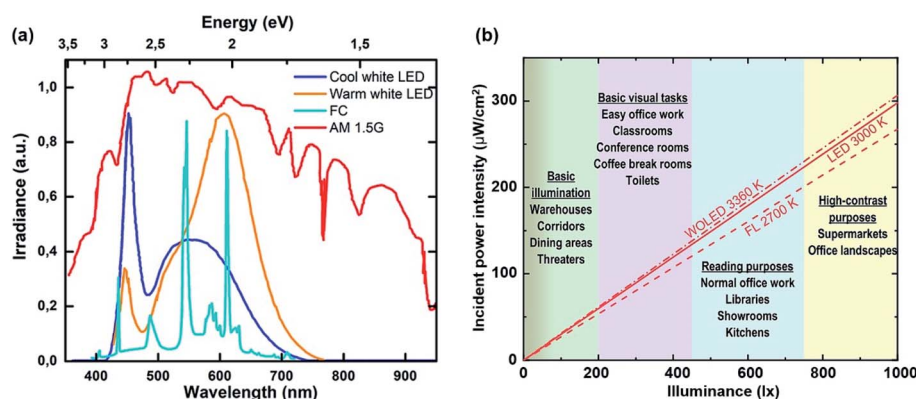 (a)
Energy (eV)
3,5 3 2,5 2 1,5
Cool white LED
Warm white LED
FC
AM 1.5G
1,0
0,8
0,6
0,4
0,2
0,0
Irradiance (a.u.)
400 500 600 700 800 900
Wavelength (nm)
(b)
300
200
100
0
Incident power intensity (µW/cm²)
Basic
illumination
Warehouses
Corridors
Dining areas
Threaters
Basic visual tasks
Easy office work
Classrooms
Conference rooms
Coffee break rooms
Toilets
WOLED 3360 K
LED 3000 K
FL 2700 K
Reading purposes
Normal office work
Libraries
Showrooms
Kitchens
High-contrast
purposes
Supermarkets
Office landscapes
0 200 400 600 800 1000
Illuminance (lx)